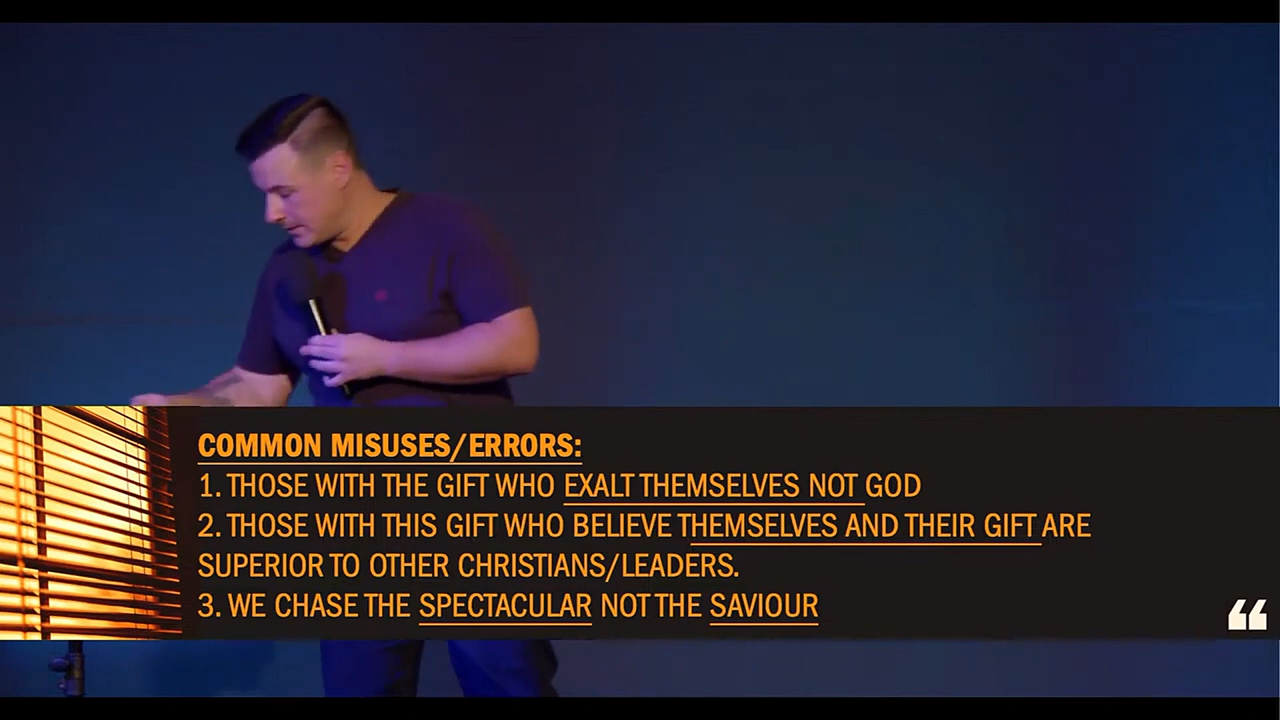 COMMON MISUSES/ERRORS:
1. THOSE WITH THE GIFT WHO EXALT THEMSELVES NOT GOD
2. THOSE WITH THIS GIFT WHO BELIEVE THEMSELVES AND THEIR GIFT ARE
SUPERIOR TO OTHER CHRISTIANS/LEADERS.
3. WE CHASE THE SPECTACULAR NOT THE SAVIOUR
“